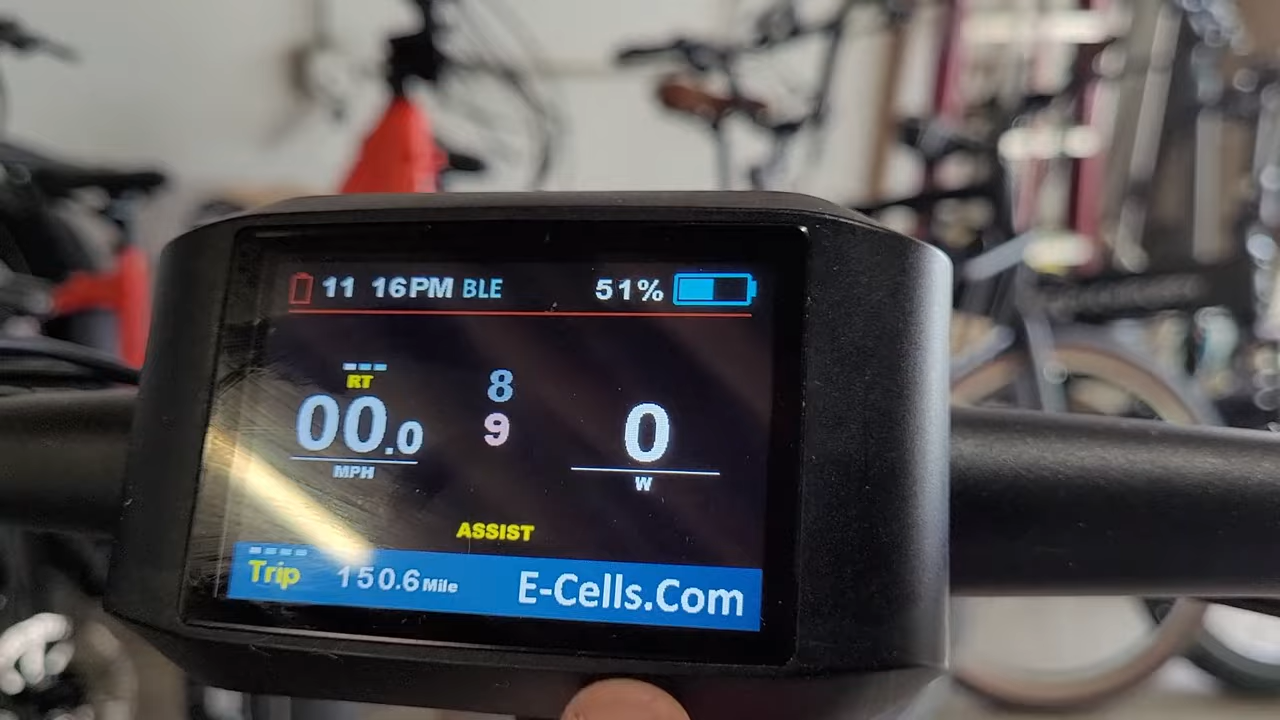 11 16PM BLE 51%
RT
00.0
MPH
8
9
0
W
ASSIST
Trip 150.6 Mile E-Cells.Com